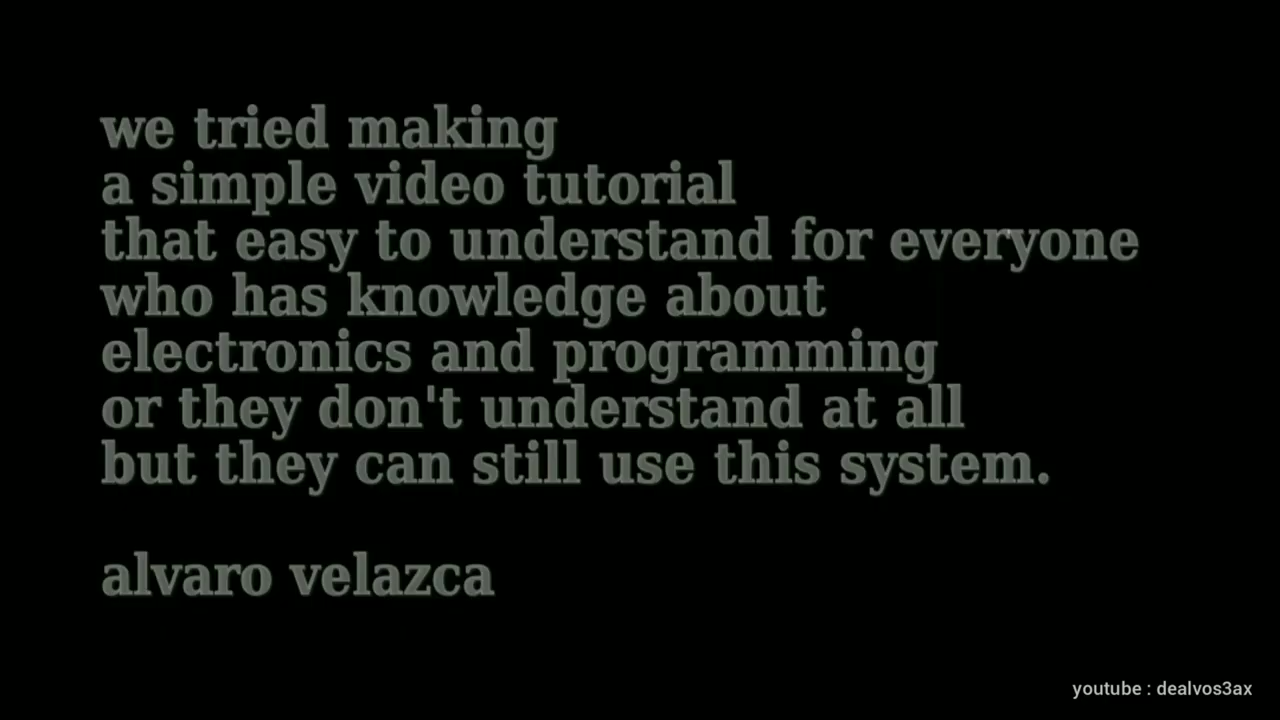 we tried making
a simple video tutorial
that easy to understand for everyone
who has knowledge about
electronics and programming
or they don't understand at all
but they can still use this system.
alvaro velazca
youtube : dealvos3ax